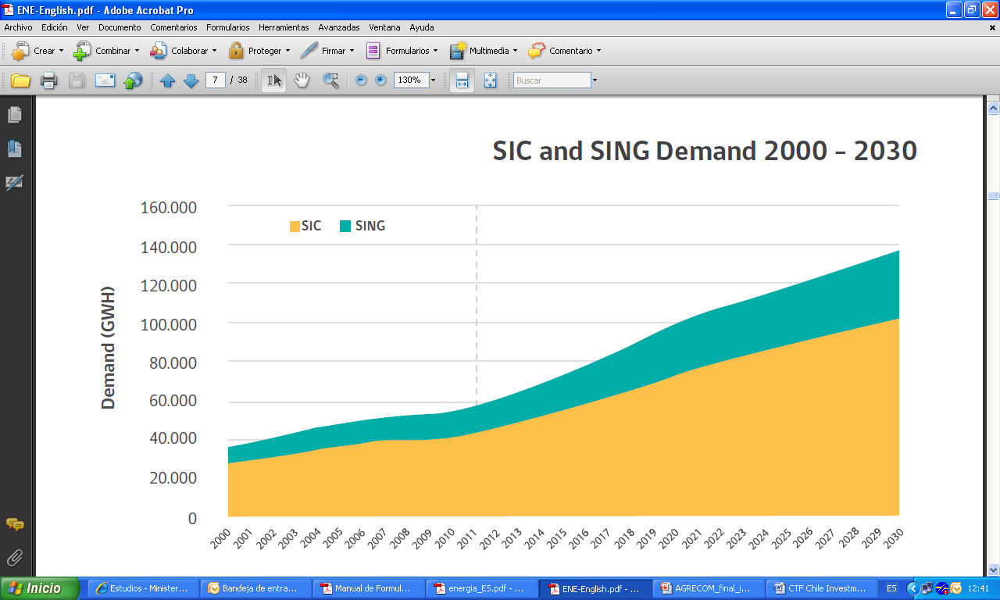 ENE-English.pdf - Adobe Acrobat Pro
Archivo Edición Ver Documento Comentarios Formularios Herramientas Avanzadas Ventana Ayuda
Crear Combinar Colaborar Proteger Firmar Formularios Multimedia Comentario
7 / 38 130% Buscar
SIC and SING Demand 2000 – 2030
160.000
SIC SING
140.000
120.000
100.000
80.000
60.000
40.000
20.000
0
Demand (GWH)
2000 2001 2002 2003 2004 2005 2006 2007 2008 2009 2010 2011 2012 2013 2014 2015 2016 2017 2018 2019 2020 2021 2022 2023 2024 2025 2026 2027 2028 2029 2030
Inicio Estudios - Minister... Bandeja de entra... Manual de Formul... energia_ES.pdf - ... ENE-English.pdf - ... AGRECOM_final_i... CTF Chile Investm... ES 12:41